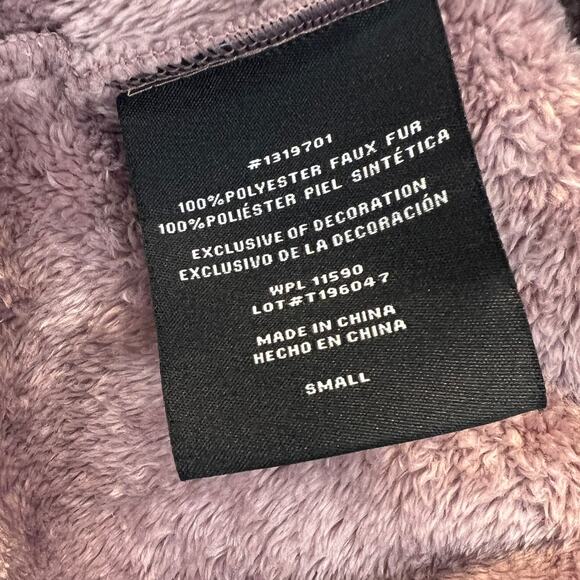 #1319701
100%POLYESTER FAUX FUR
100%POLIÉSTER PIEL SINTÉTICA
EXCLUSIVE OF DECORATION
EXCLUSIVO DE LA DECORACIÓN
WPL 11590
LOT#T196047
MADE IN CHINA
HECHO EN CHINA
SMALL